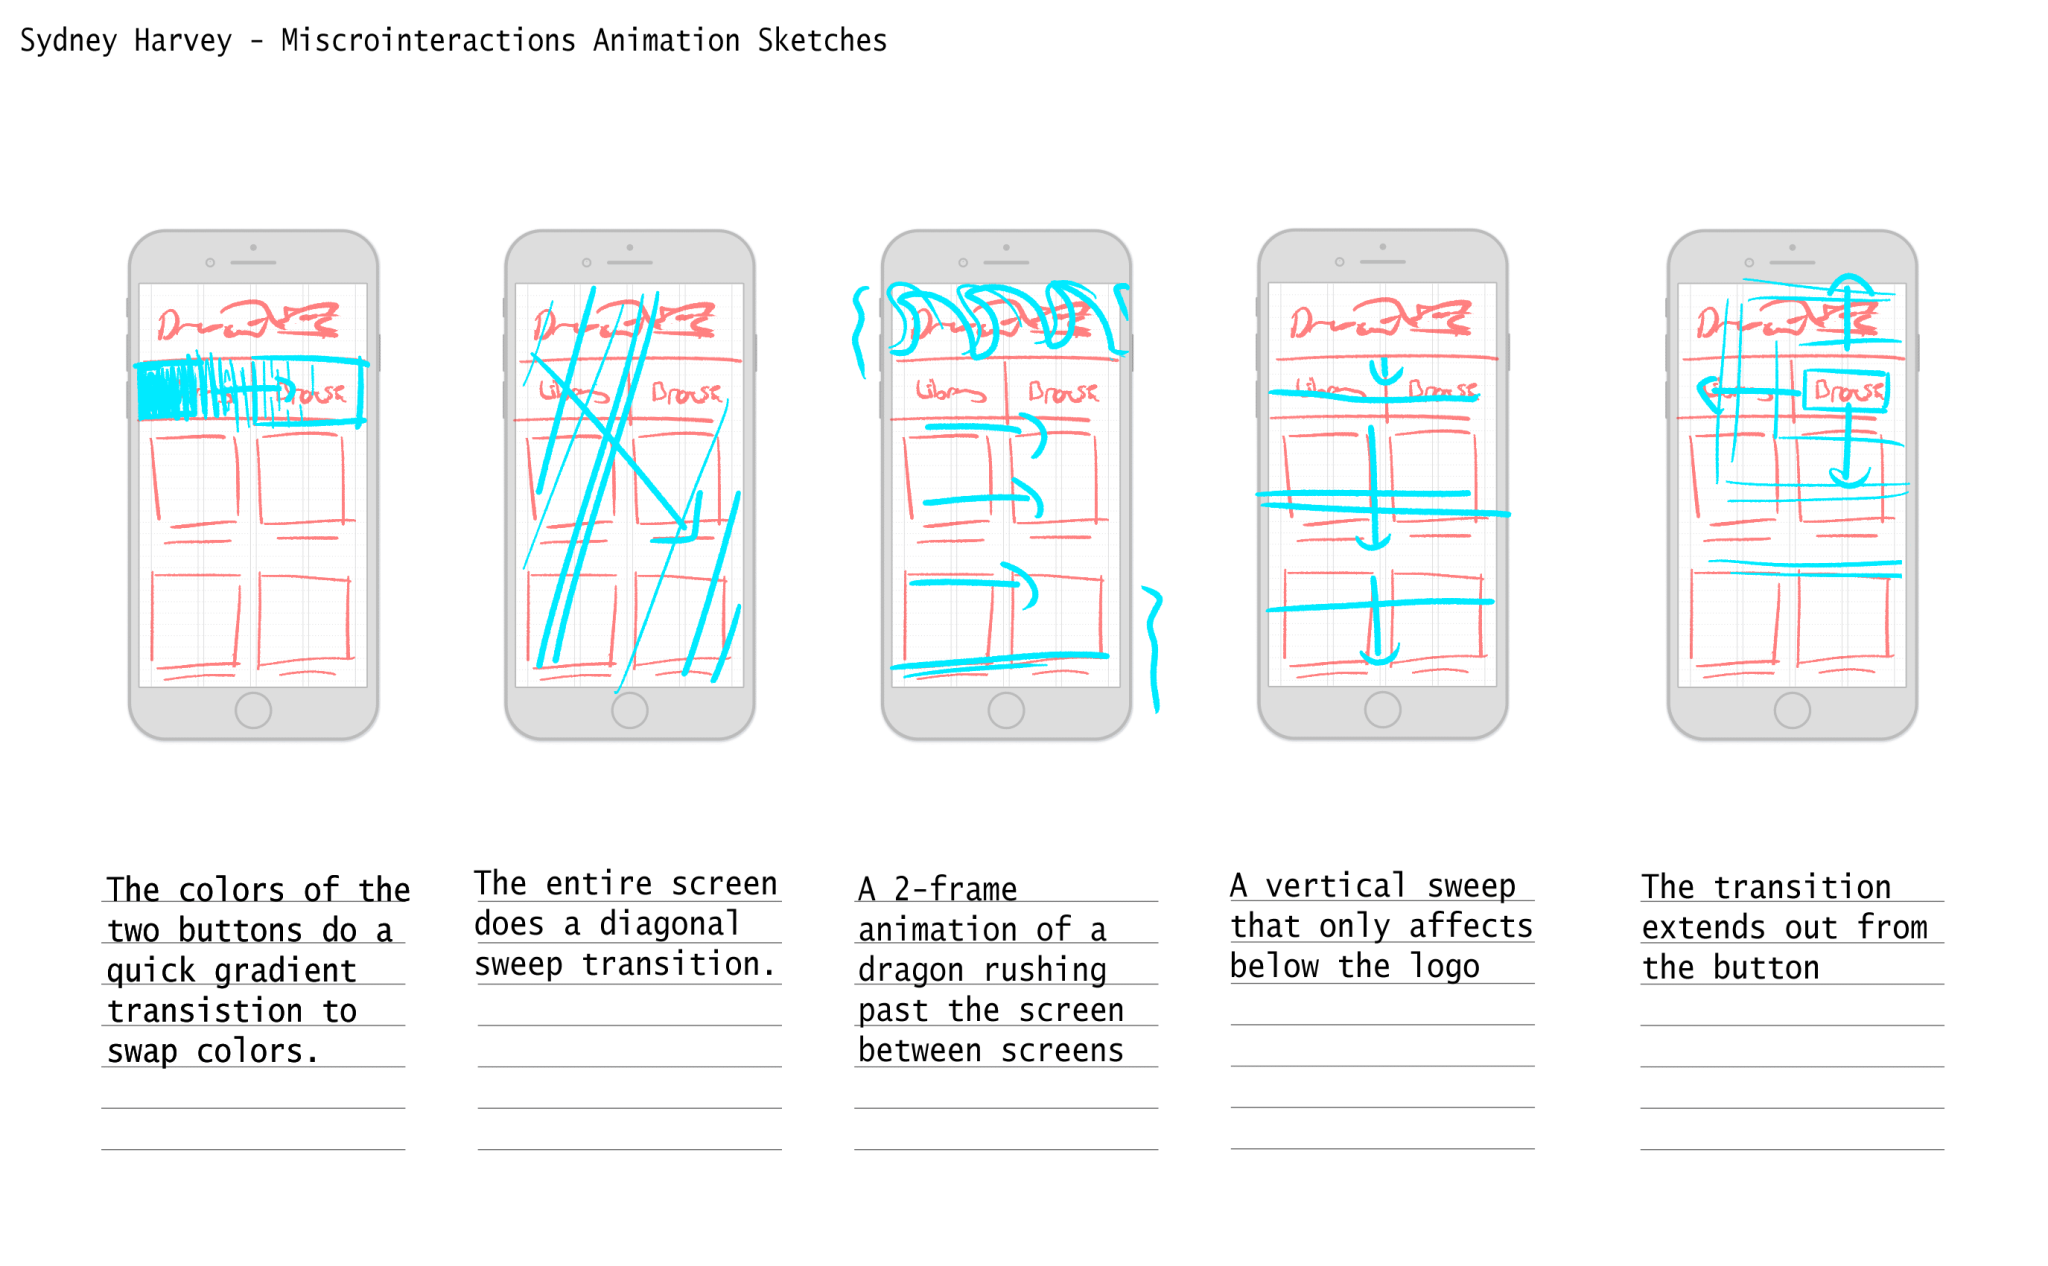 Sydney Harvey - Miscrointeractions Animation Sketches
Library
Browse
Library
Browse
Library
Browse
Browse
The colors of the
two buttons do a
quick gradient
transistion to
swap colors.
The entire screen
does a diagonal
sweep transition.
A 2-frame
animation of a
dragon rushing
past the screen
between screens
A vertical sweep
that only affects
below the logo
The transition
extends out from
the button